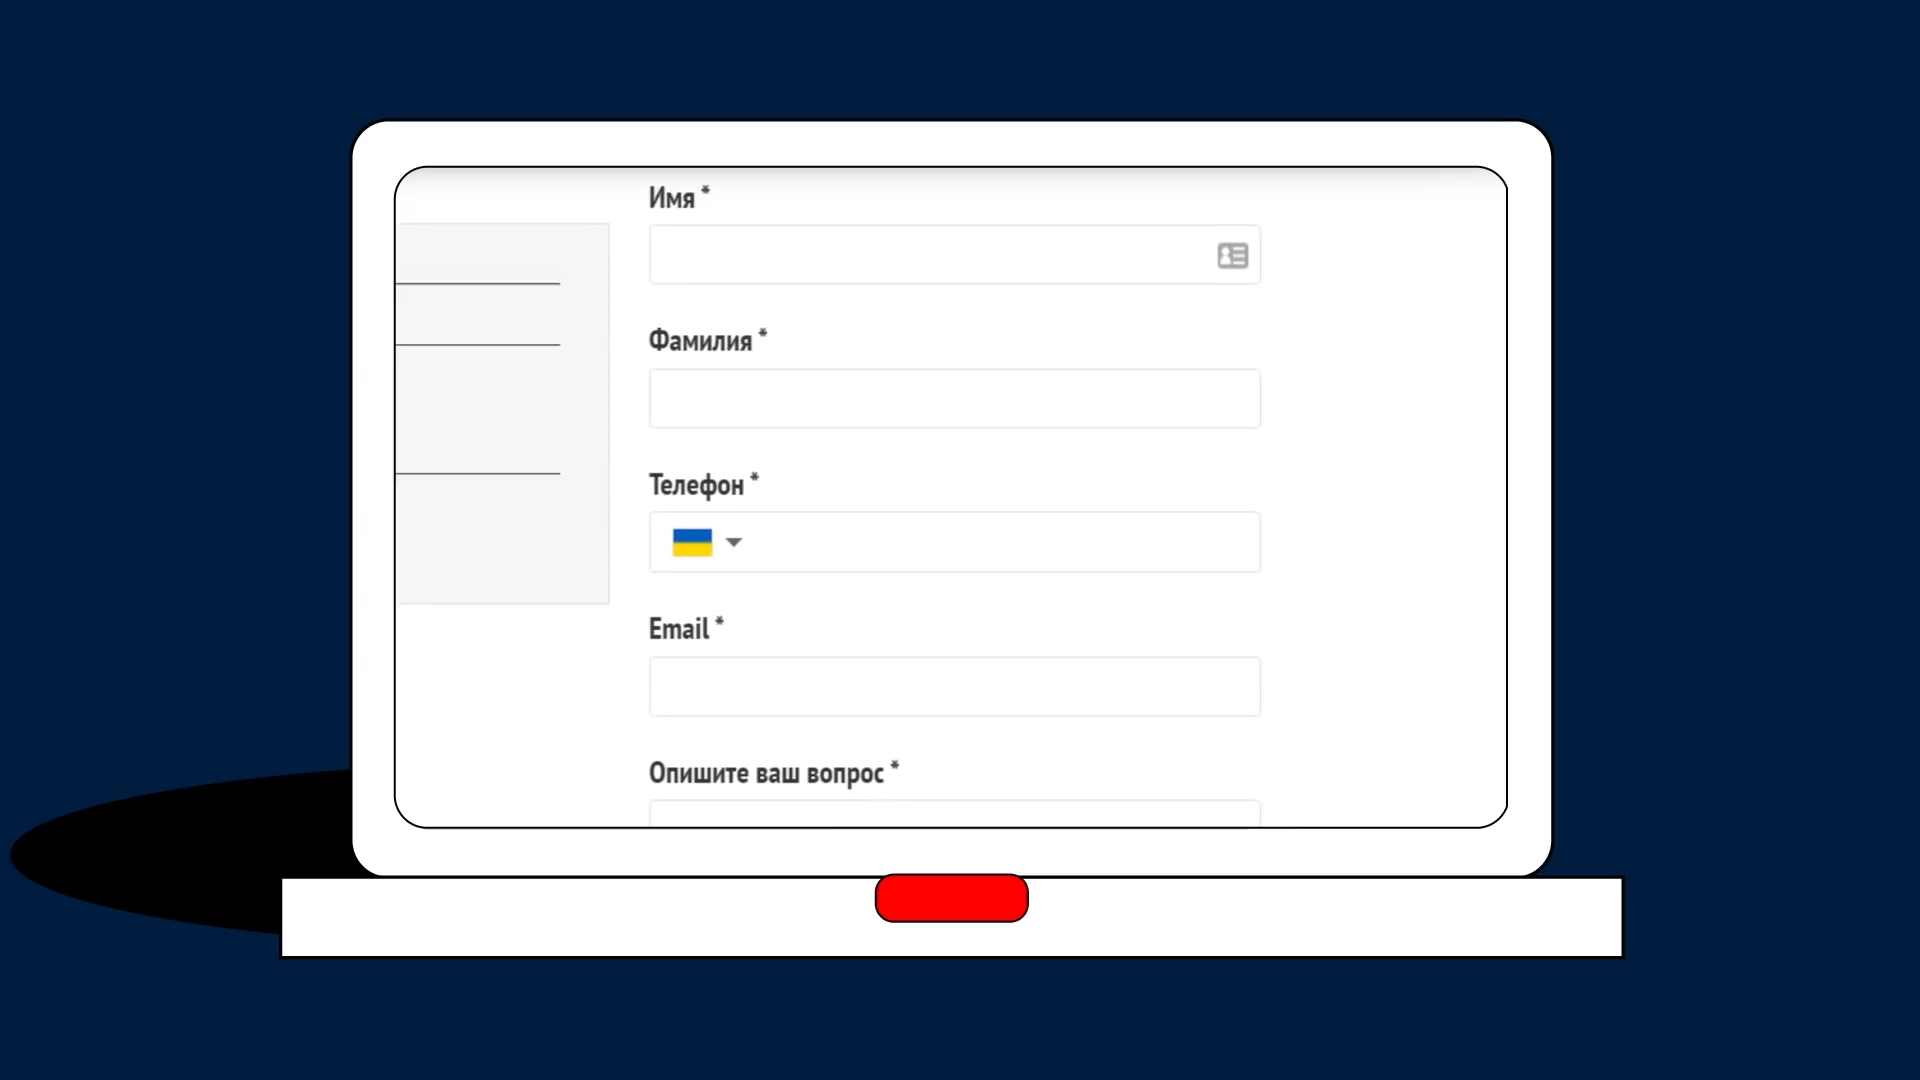 Имя *
Фамилия *
Телефон *
Email *
Опишите ваш вопрос *